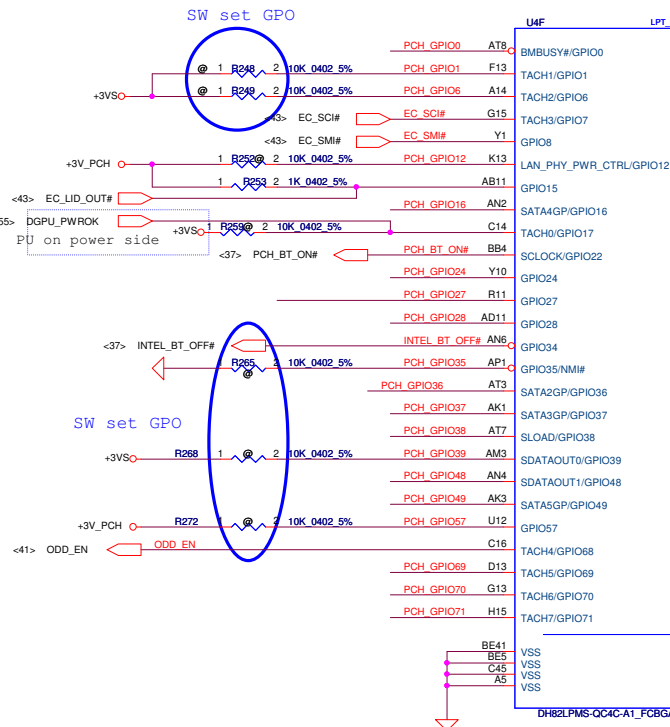 SW set GPO
U4F LPT_
PCH_GPIO0 AT8 BMBUSY#/GPIO0
@ 1 R248 2 10K_0402_5% PCH_GPIO1 F13 TACH1/GPIO1
+3VS @ 1 R249 2 10K_0402_5% PCH_GPIO6 A14 TACH2/GPIO6
<43> EC_SCI# EC_SCI# G15 TACH3/GPIO7
<43> EC_SMI# EC_SMI# Y1 GPIO8
+3V_PCH 1 R252@ 2 10K_0402_5% PCH_GPIO12 K13 LAN_PHY_PWR_CTRL/GPIO12
R253 2 1K_0402_5% AB11 GPIO15
<43> EC_LID_OUT#
PCH_GPIO16 AN2 SATA4GP/GPIO16
55> DGPU_PWROK
+3VS 1 R259@ 2 10K_0402_5% C14 TACH0/GPIO17
PU on power side
<37> PCH_BT_ON# PCH_BT_ON# BB4 SCLOCK/GPIO22
PCH_GPIO24 Y10 GPIO24
PCH_GPIO27 R11 GPIO27
PCH_GPIO28 AD11 GPIO28
<37> INTEL_BT_OFF# INTEL_BT_OFF# AN6 GPIO34
1 R265 2 10K_0402_5% PCH_GPIO35 AP1 GPIO35/NMI#
@
PCH_GPIO36 AT3 SATA2GP/GPIO36
PCH_GPIO37 AK1 SATA3GP/GPIO37
SW set GPO
PCH_GPIO38 AT7 SLOAD/GPIO38
+3VS R268 1 @ 2 10K_0402_5% PCH_GPIO39 AM3 SDATAOUT0/GPIO39
PCH_GPIO48 AN4 SDATAOUT1/GPIO48
PCH_GPIO49 AK3 SATA5GP/GPIO49
+3V_PCH R272 1 @ 2 10K_0402_5% PCH_GPIO57 U12 GPIO57
<41> ODD_EN ODD_EN C16 TACH4/GPIO68
PCH_GPIO69 D13 TACH5/GPIO69
PCH_GPIO70 G13 TACH6/GPIO70
PCH_GPIO71 H15 TACH7/GPIO71
BE41 VSS
BE5 VSS
C45 VSS
A5 VSS
DH82LPMS-QC4C-A1_FCBGA